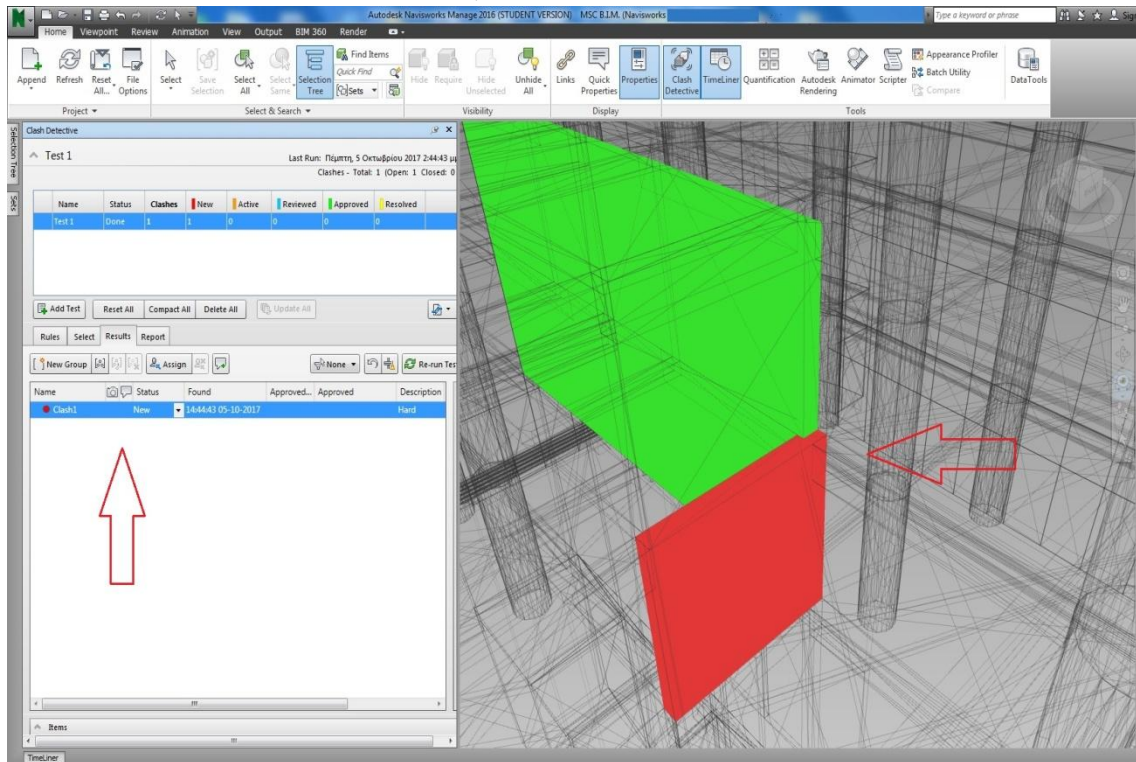 Autodesk Navisworks Manage 2016 (STUDENT VERSION) MSC B.I.M. (Navisworks
Type a keyword or phrase
Home Viewpoint Review Animation View Output BIM 360 Render
Append Refresh Reset All... File Options
Select Save Selection Select All Select Same Selection Tree
Find Items
Quick Find
Sets
Hide Require Hide Unselected Unhide All
Links Quick Properties Properties
Clash Detective TimeLiner Quantification Autodesk Rendering Animator Scripter
Appearance Profiler
Batch Utility
Compare
DataTools
Project Select & Search Visibility Display Tools
Selection Tree
Sets
Clash Detective
Test 1
Last Run: Πέμπτη, 5 Οκτωβρίου 2017 2:44:43 μμ
Clashes - Total: 1 (Open: 1 Closed: 0
Name Status Clashes New Active Reviewed Approved Resolved
Test 1 Done 1 1 0 0 0 0
Add Test Reset All Compact All Delete All Update All
Rules Select Results Report
New Group Assign None Re-run Tes
Name Status Found Approved... Approved Description
Clash1 New 14:44:43 05-10-2017 Hard
Items
TimeLiner